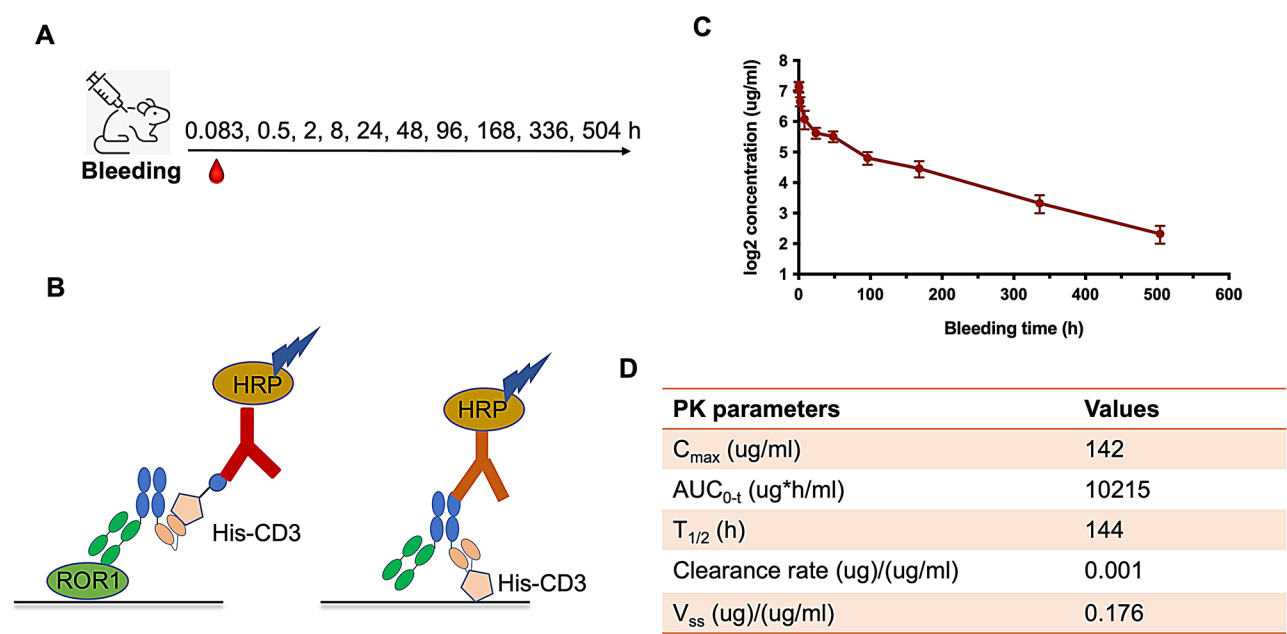 A
0.083, 0.5, 2, 8, 24, 48, 96, 168, 336, 504 h
Bleeding
B
HRP
His-CD3
ROR1
HRP
His-CD3
C
log2 concentration (ug/ml)
8
7
6
5
4
3
2
1
0 100 200 300 400 500 600
Bleeding time (h)
D
PK parameters Values
Cmax (ug/ml) 142
AUC0-t (ug*h/ml) 10215
T1/2 (h) 144
Clearance rate (ug)/(ug/ml) 0.001
Vss (ug)/(ug/ml) 0.176